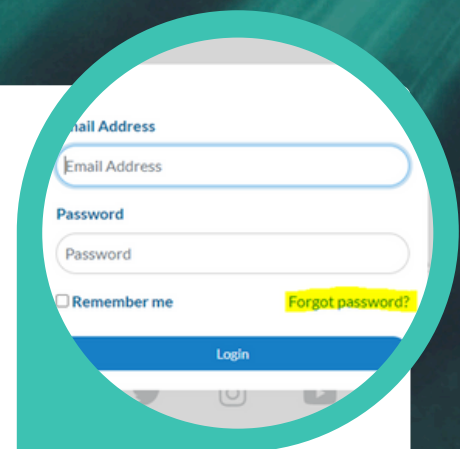 mail Address
Email Address
Password
Password
Remember me Forgot password?
Login